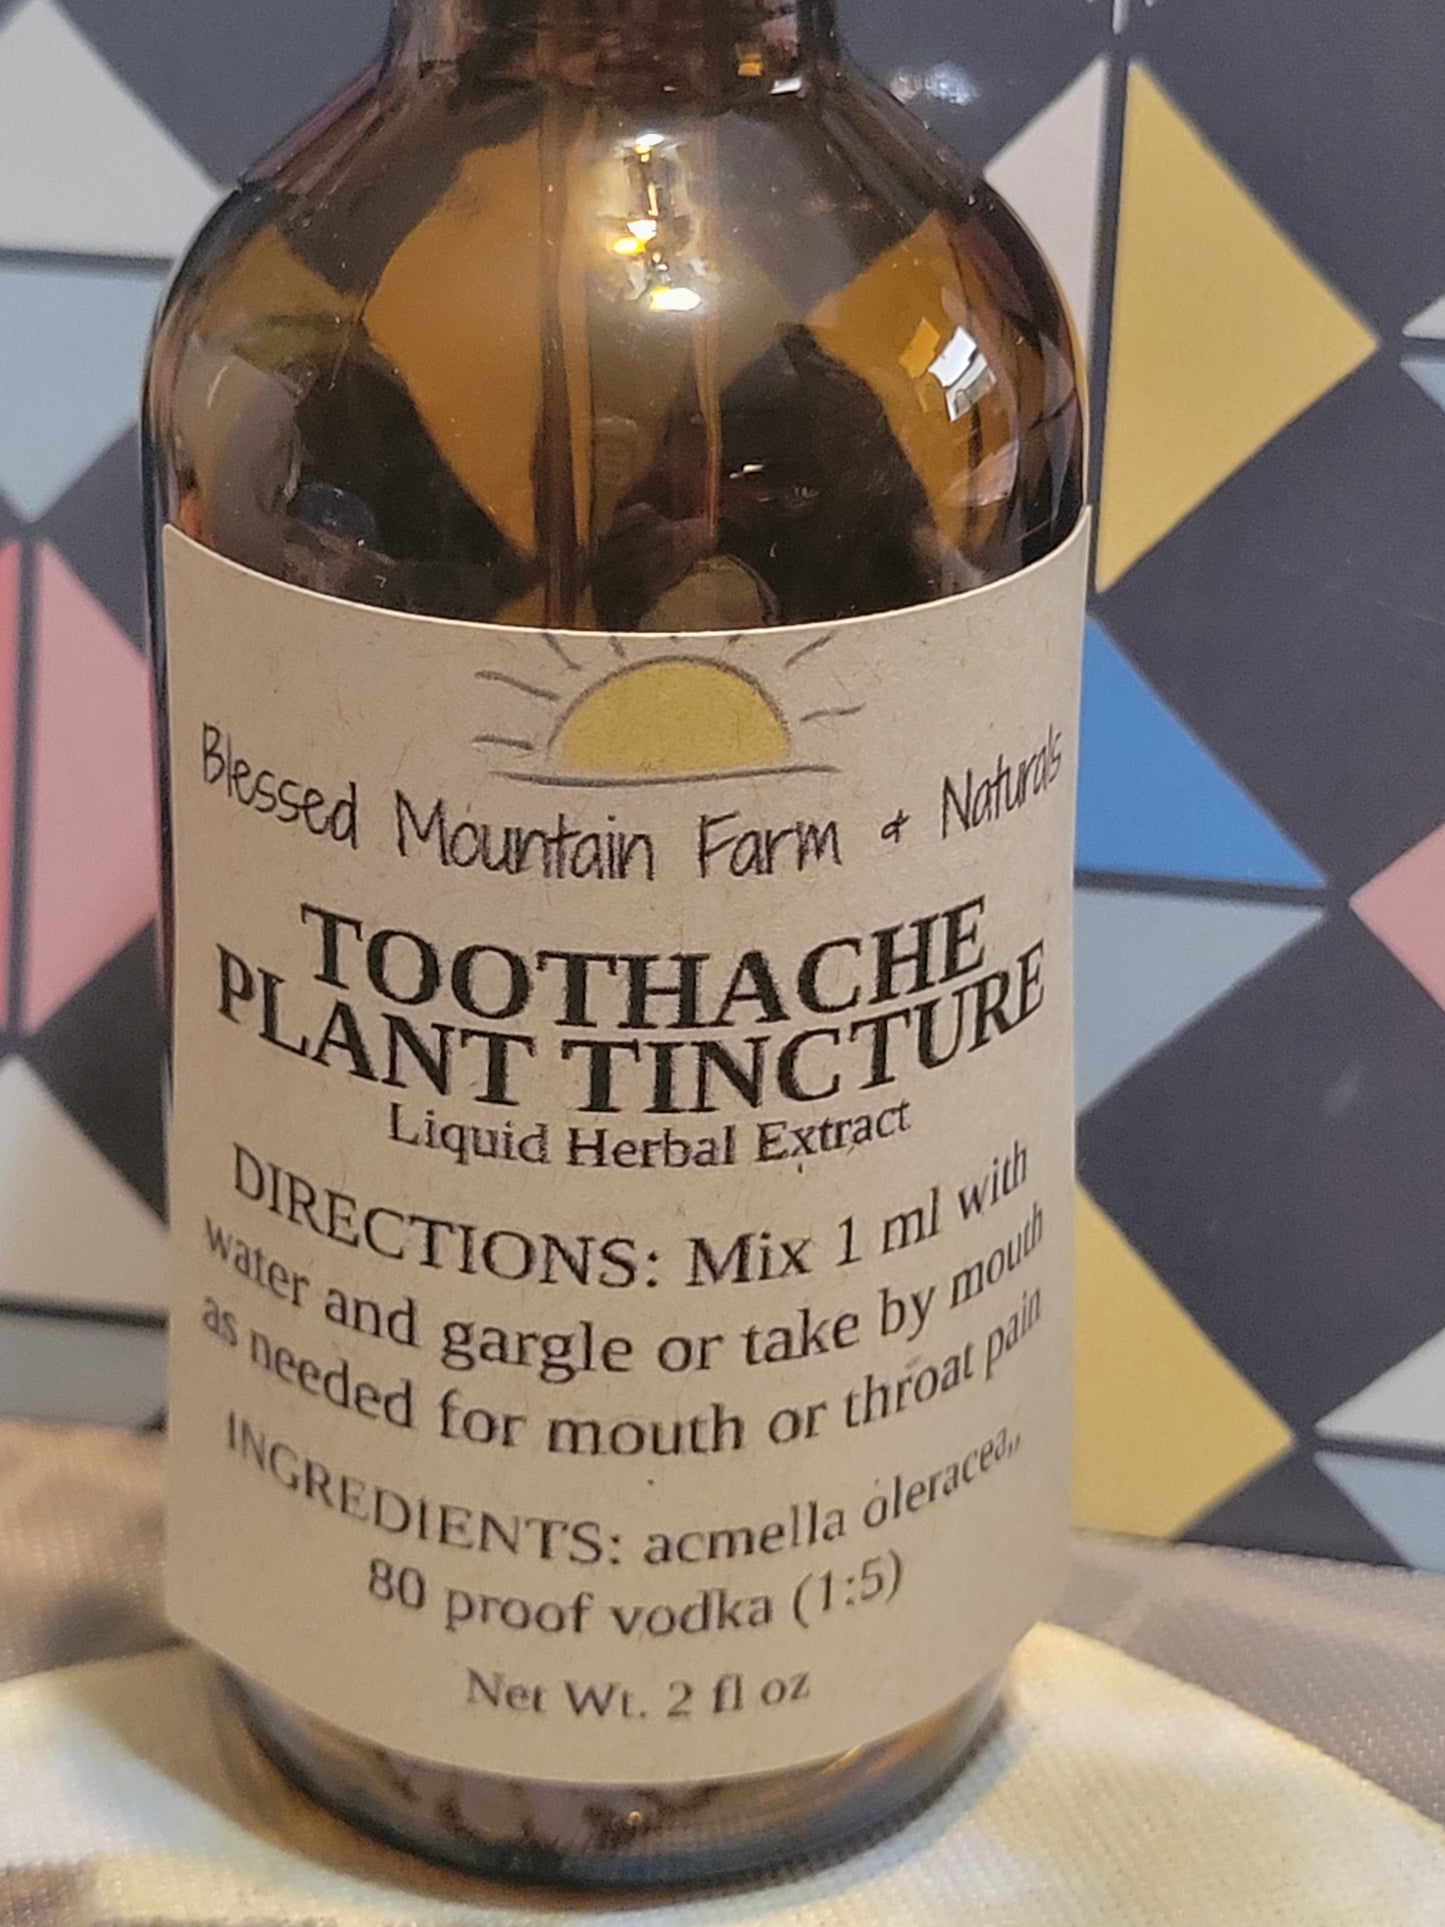 Blessed Mountain Farm & Naturals
TOOTHACHE
PLANT TINCTURE
Liquid Herbal Extract
DIRECTIONS: Mix 1 ml with
water and gargle or take by mouth
as needed for mouth or throat pain
INGREDIENTS: acmella oleracea,,
80 proof vodka (1:5)
Net Wt. 2 fl oz